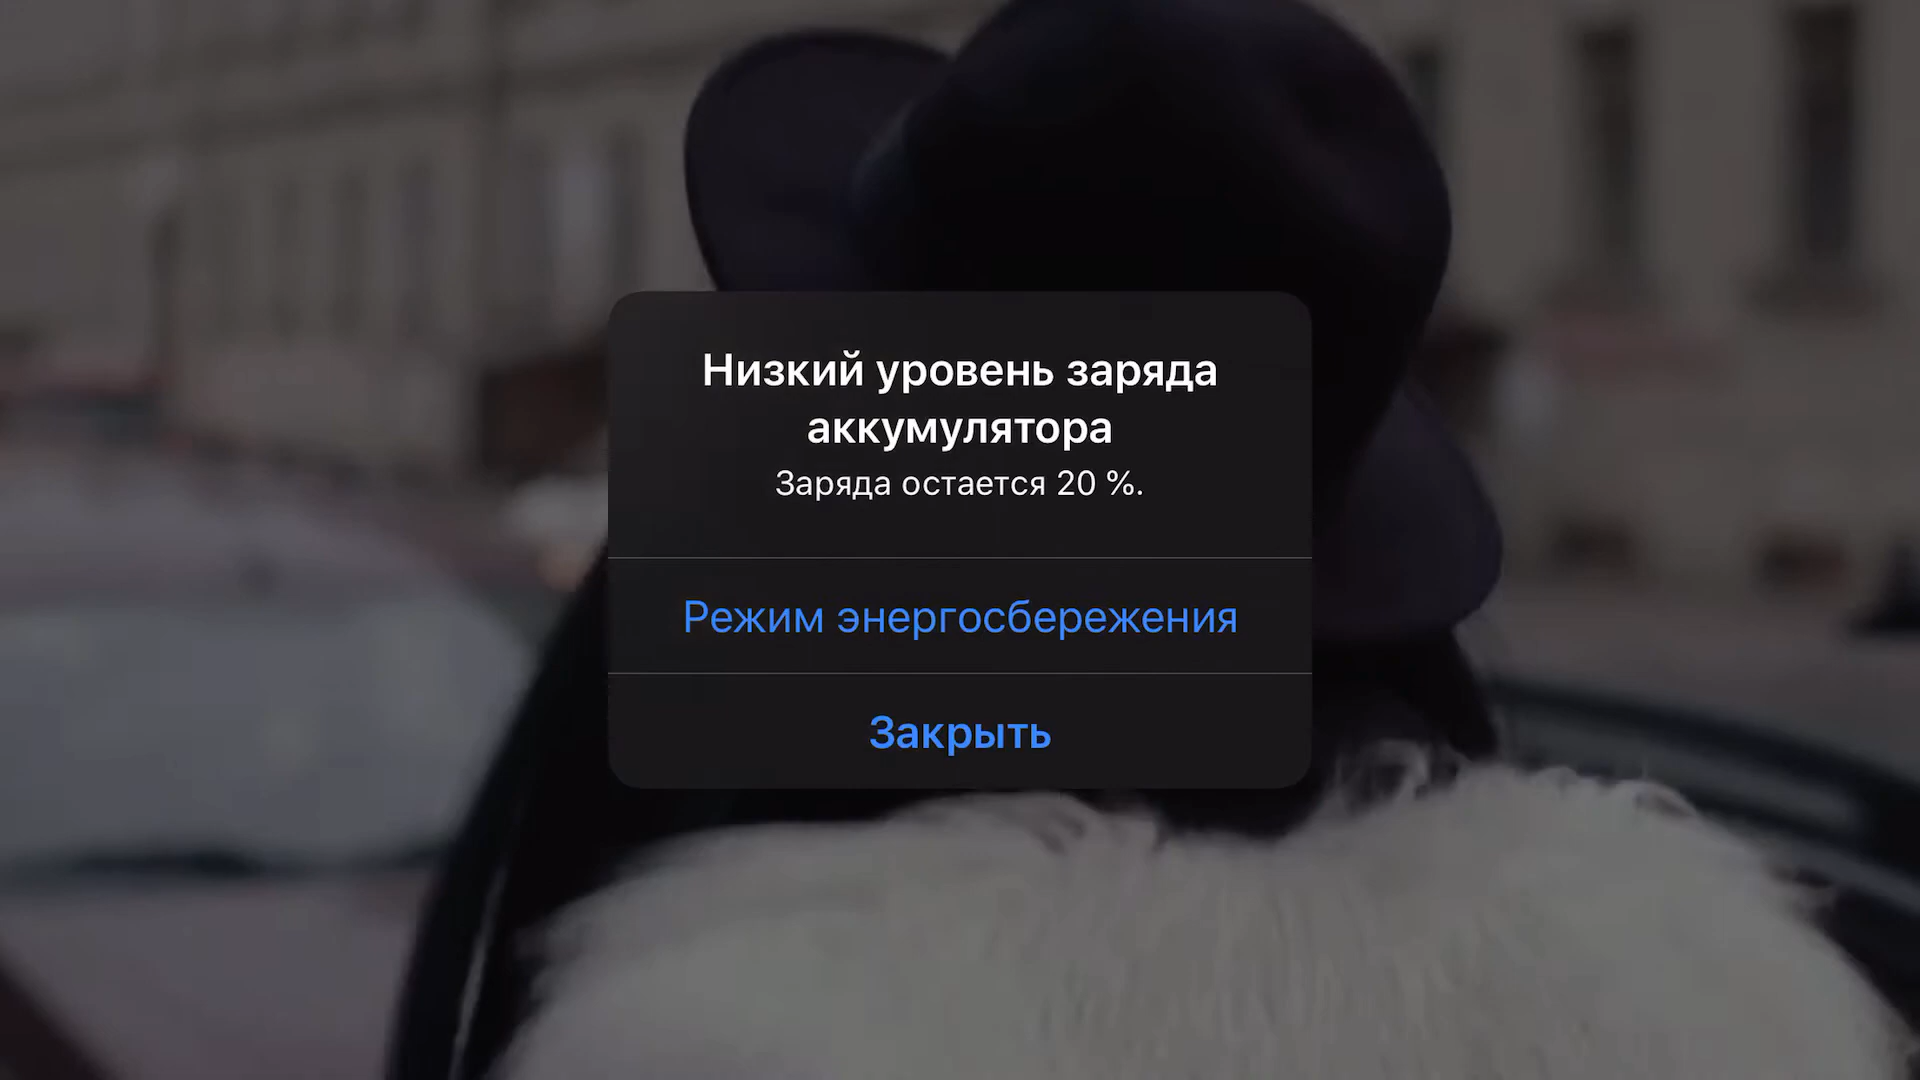 Низкий уровень заряда
аккумулятора
Заряда остается 20 %.
Режим энергосбережения
Закрыть